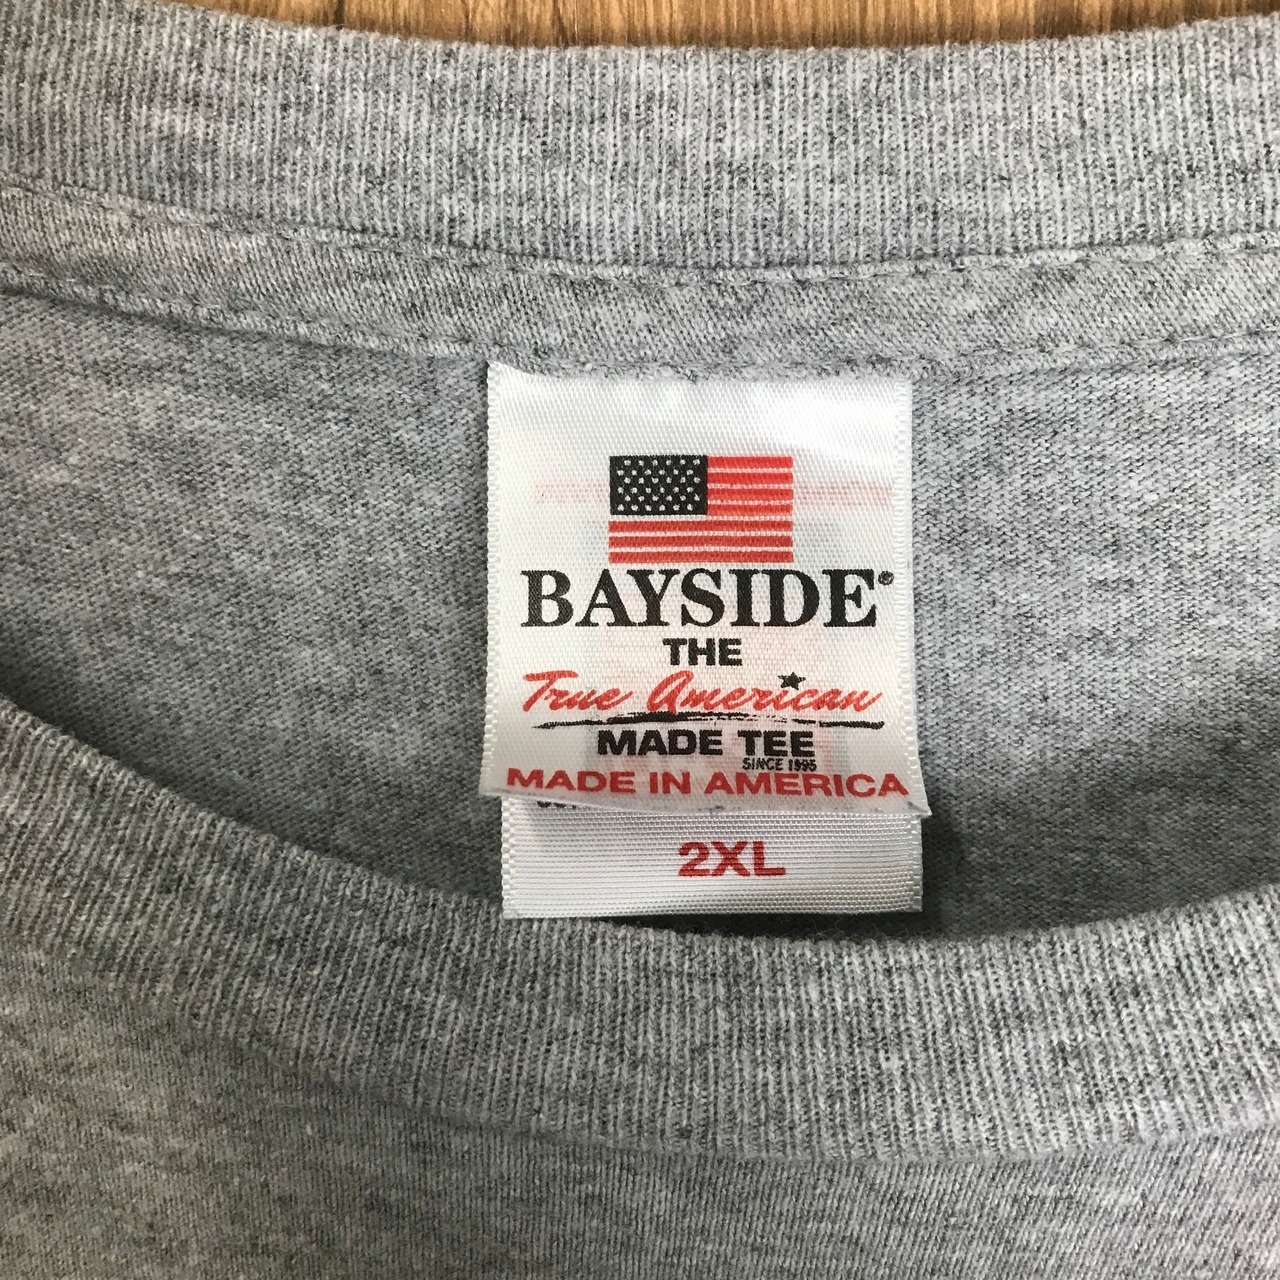 BAYSIDE®
THE
True American
MADE TEE
SINCE 1995
MADE IN AMERICA
2XL